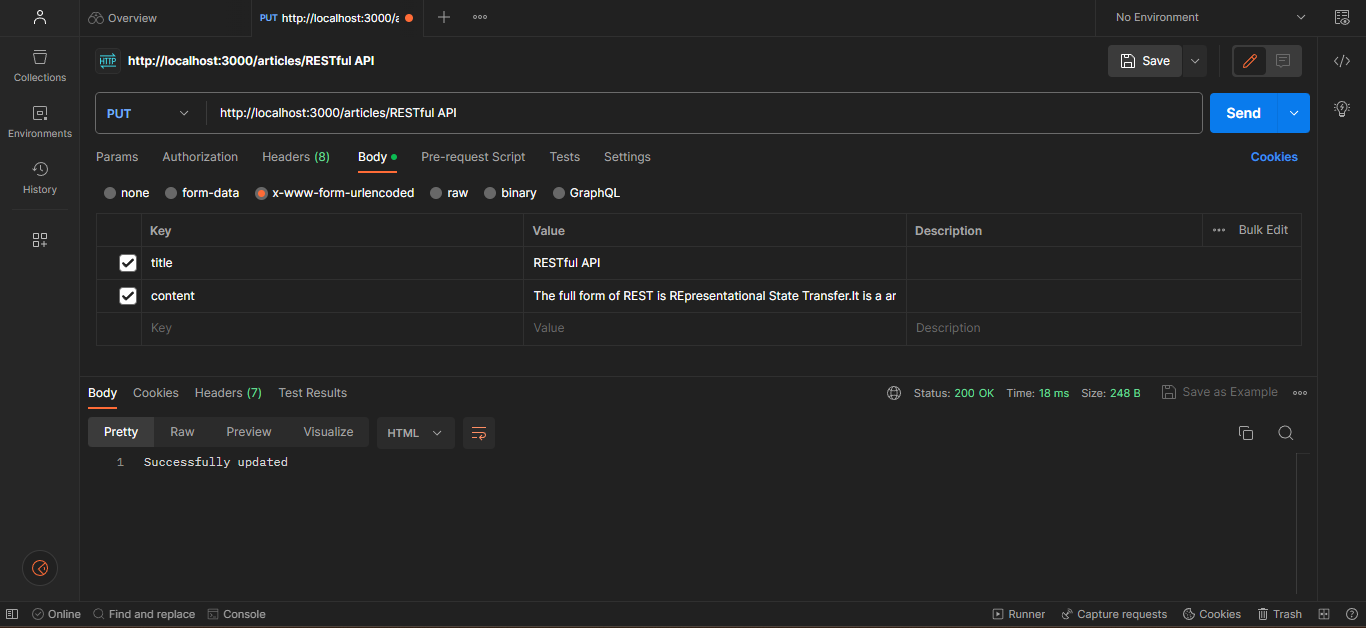 Overview
PUT http://localhost:3000/a
No Environment
Collections
Environments
History
HTTP http://localhost:3000/articles/RESTful API
Save
PUT http://localhost:3000/articles/RESTful API
Send
Params Authorization Headers (8) Body Pre-request Script Tests Settings
Cookies
none form-data x-www-form-urlencoded raw binary GraphQL
Key Value Description Bulk Edit
title RESTful API
content The full form of REST is REpresentational State Transfer.It is a ar
Key Value Description
Body Cookies Headers (7) Test Results
Status: 200 OK Time: 18 ms Size: 248 B Save as Example
Pretty Raw Preview Visualize HTML
1 Successfully updated
Online Find and replace Console
Runner Capture requests Cookies Trash